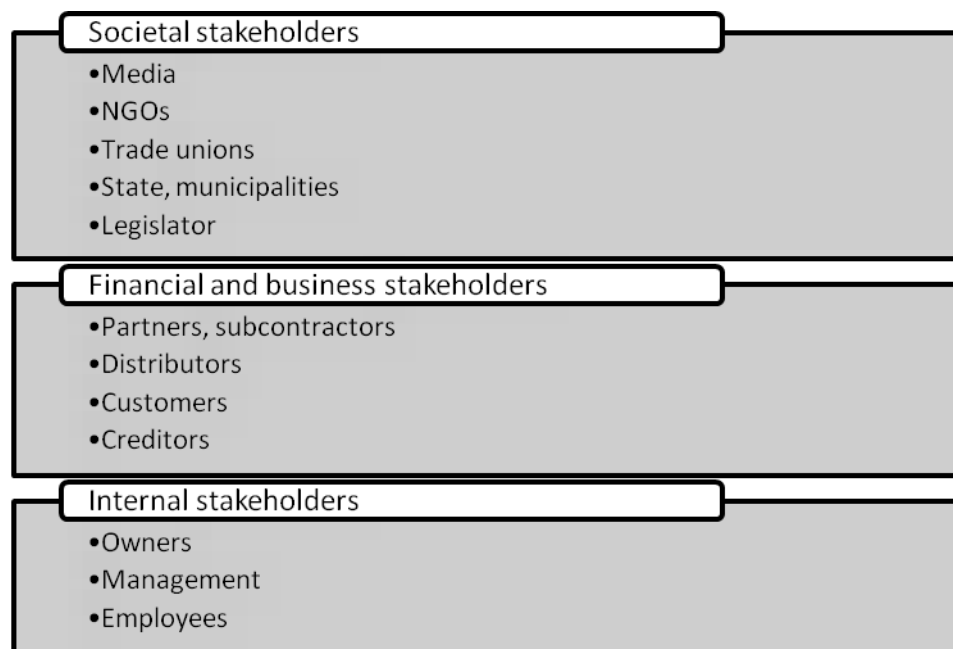 Societal stakeholders
•Media
•NGOs
•Trade unions
•State, municipalities
•Legislator
Financial and business stakeholders
•Partners, subcontractors
•Distributors
•Customers
•Creditors
Internal stakeholders
•Owners
•Management
•Employees